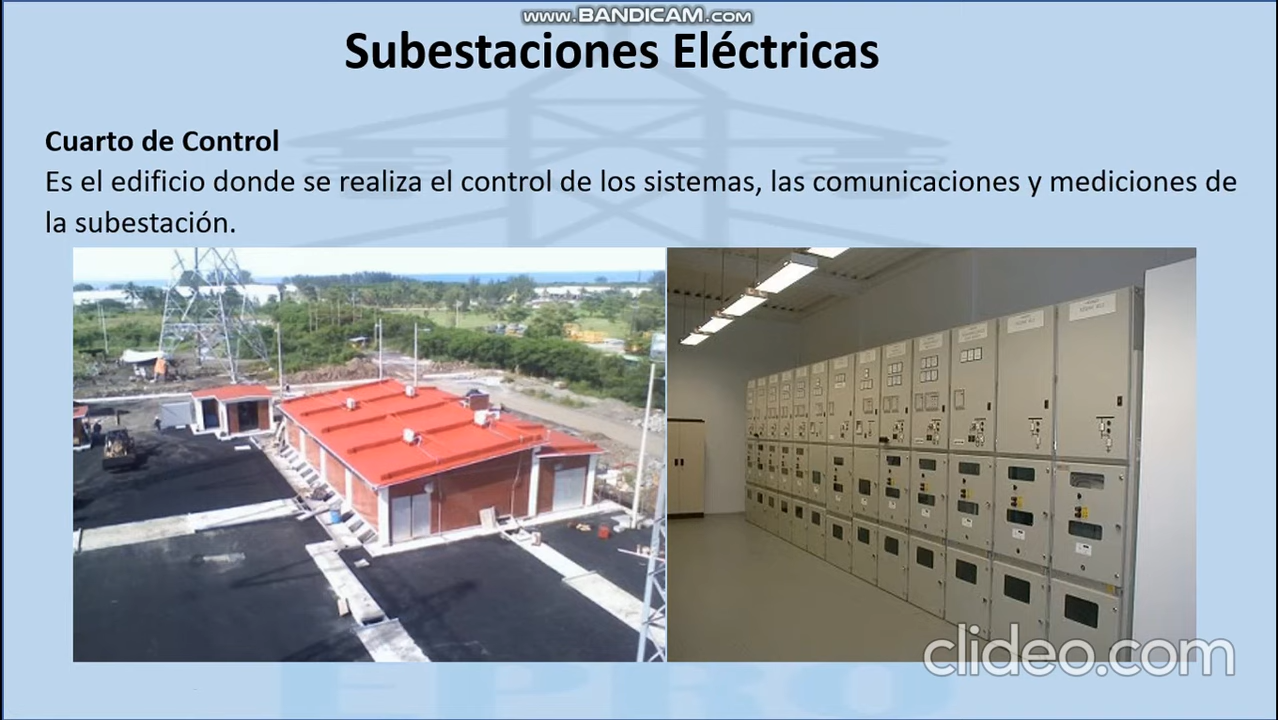 www.BANDICAM.com
Subestaciones Eléctricas
Cuarto de Control
Es el edificio donde se realiza el control de los sistemas, las comunicaciones y mediciones de
la subestación.
clideo.com